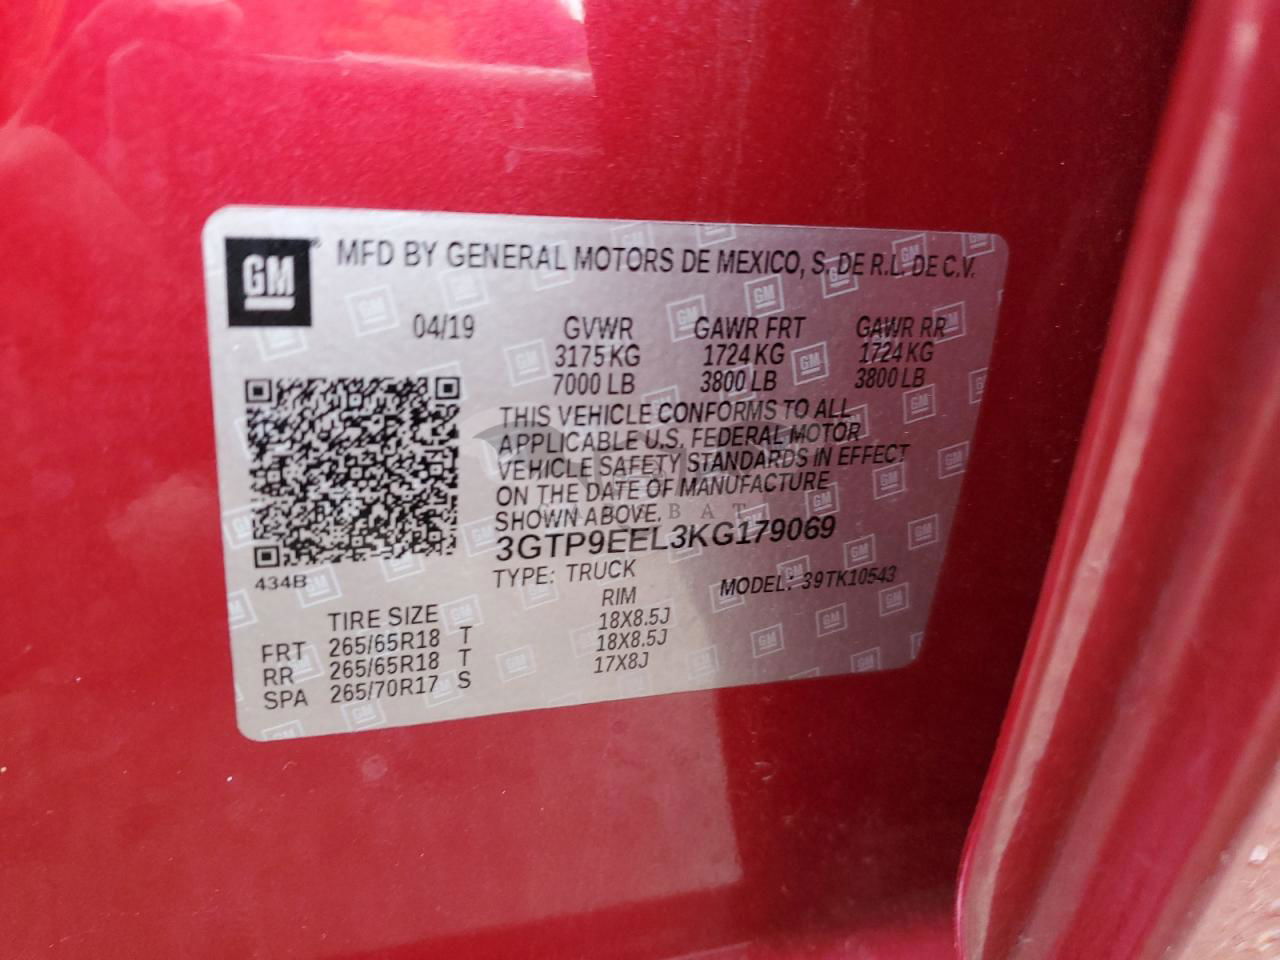 GM
MFD BY GENERAL MOTORS DE MEXICO, S. DE R.L. DE C.V.
04/19 GVWR GAWR FRT GAWR RR
3175 KG 1724 KG 1724 KG
7000 LB 3800 LB 3800 LB
THIS VEHICLE CONFORMS TO ALL
APPLICABLE U.S. FEDERAL MOTOR
VEHICLE SAFETY STANDARDS IN EFFECT
ON THE DATE OF MANUFACTURE
SHOWN ABOVE.
3GTP9EEL3KG179069
434B
TYPE: TRUCK MODEL: 39TK10543
TIRE SIZE RIM
FRT 265/65R18 T 18X8.5J
RR 265/65R18 T 18X8.5J
SPA 265/70R17 S 17X8J